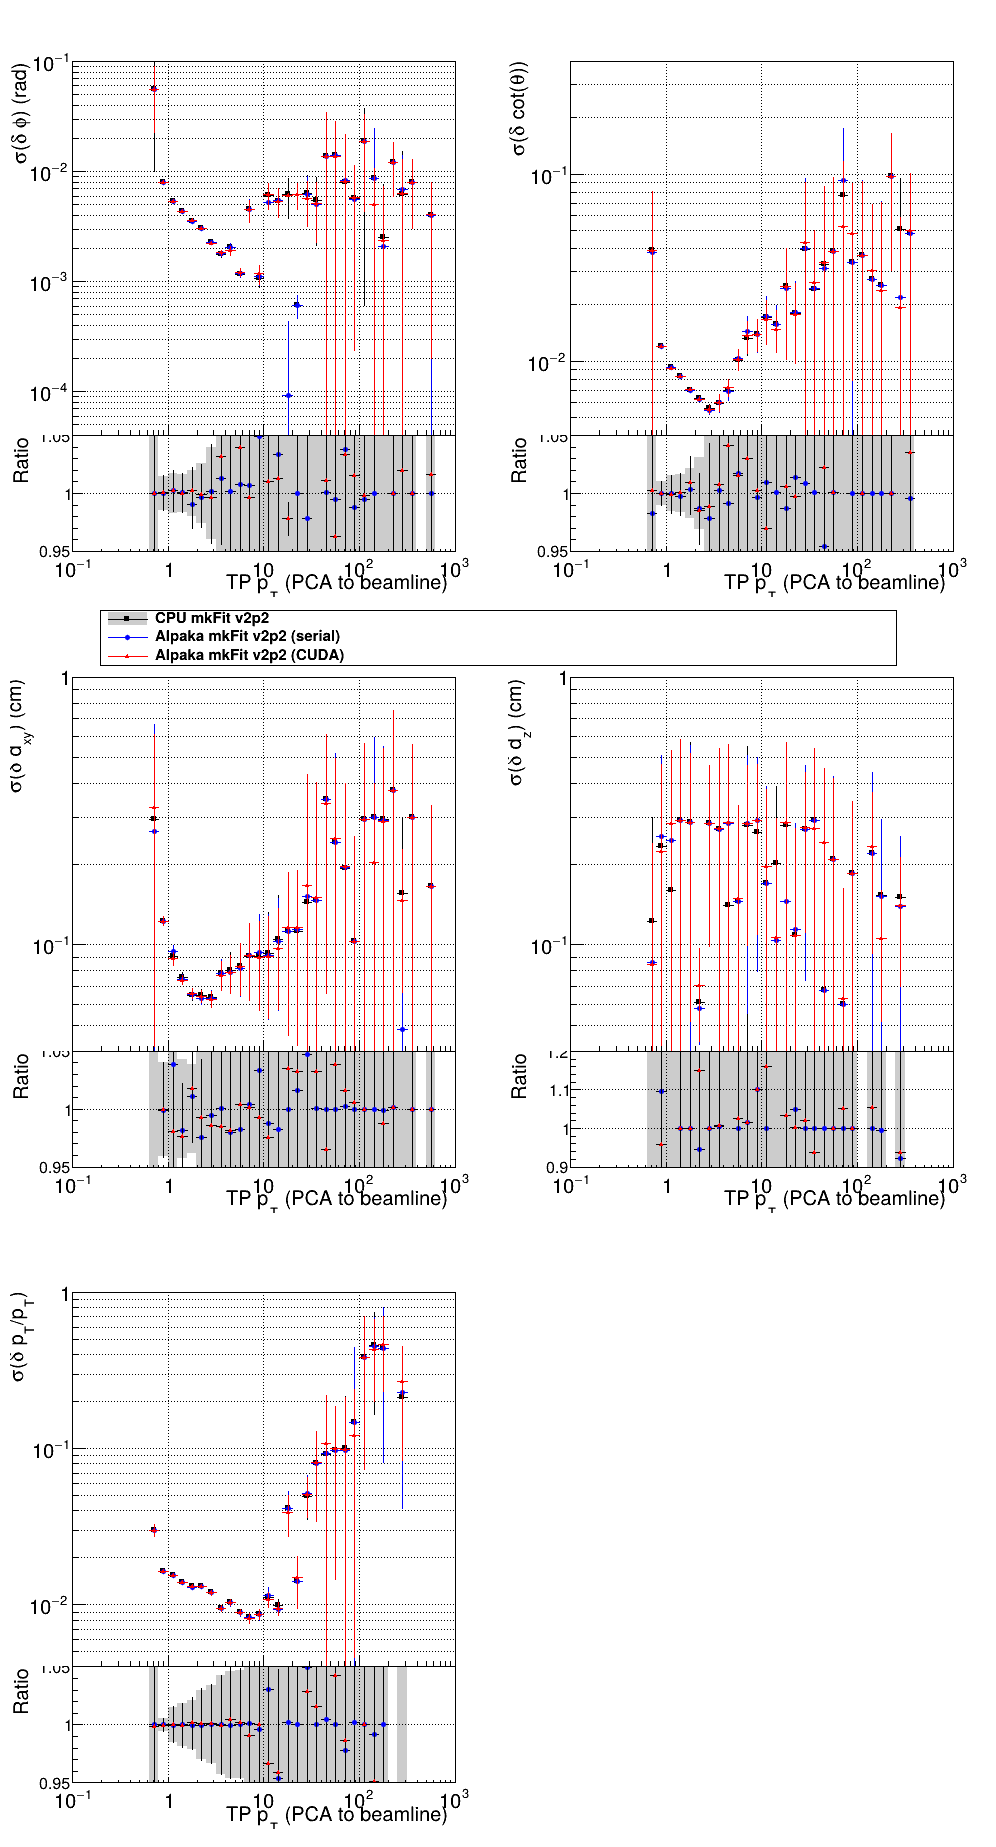 σ(δ φ) (rad)
10⁻¹
10⁻²
10⁻³
10⁻⁴
Ratio
1.05
1
0.95
10⁻¹ 1 10 10² 10³
TP p_T (PCA to beamline)
σ(δ cot(θ))
10⁻¹
10⁻²
Ratio
1.05
1
0.95
10⁻¹ 1 10 10² 10³
TP p_T (PCA to beamline)
CPU mkFit v2p2
Alpaka mkFit v2p2 (serial)
Alpaka mkFit v2p2 (CUDA)
σ(δ d_xy) (cm)
1
10⁻¹
Ratio
1.05
1
0.95
10⁻¹ 1 10 10² 10³
TP p_T (PCA to beamline)
σ(δ d_z) (cm)
1
10⁻¹
Ratio
1.2
1.1
1
0.9
10⁻¹ 1 10 10² 10³
TP p_T (PCA to beamline)
σ(δ p_T/p_T)
1
10⁻¹
10⁻²
Ratio
1.05
1
0.95
10⁻¹ 1 10 10² 10³
TP p_T (PCA to beamline)